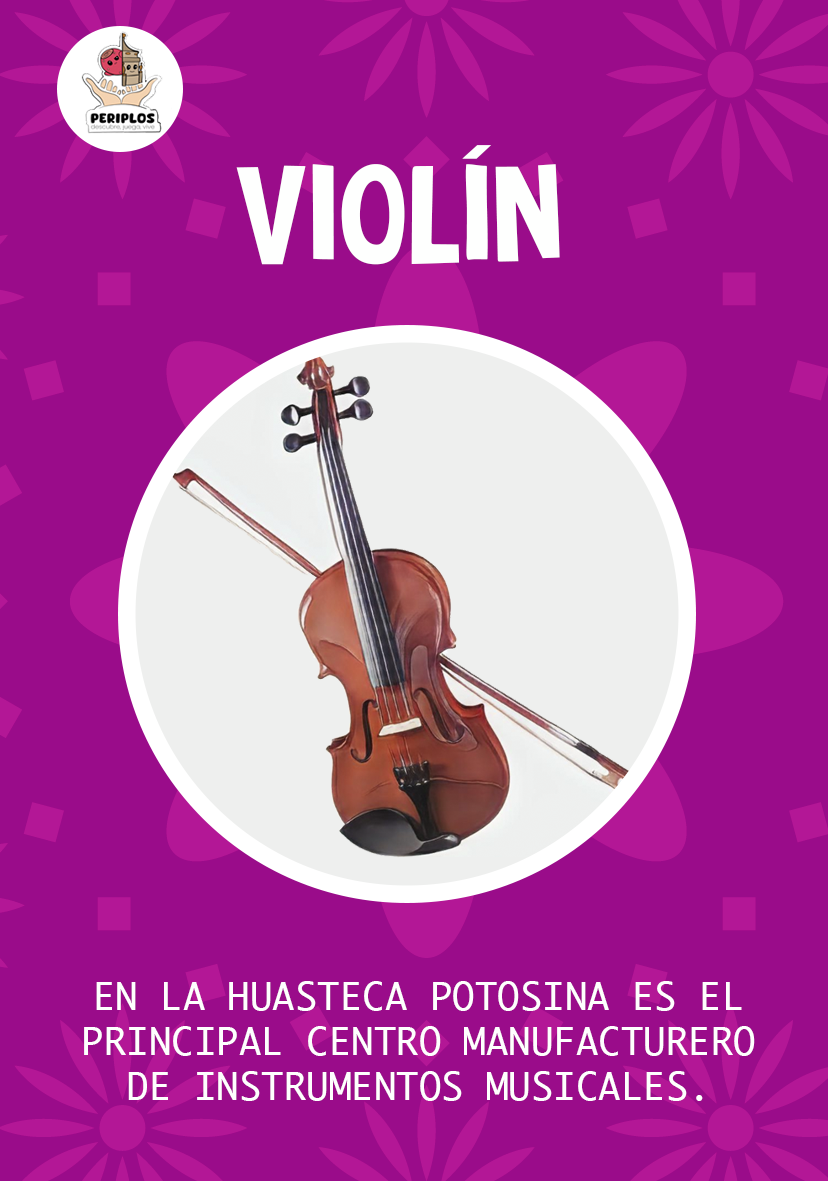 PERIPLOS
descubre, juega, vive
VIOLÍN
EN LA HUASTECA POTOSINA ES EL
PRINCIPAL CENTRO MANUFACTURERO
DE INSTRUMENTOS MUSICALES.